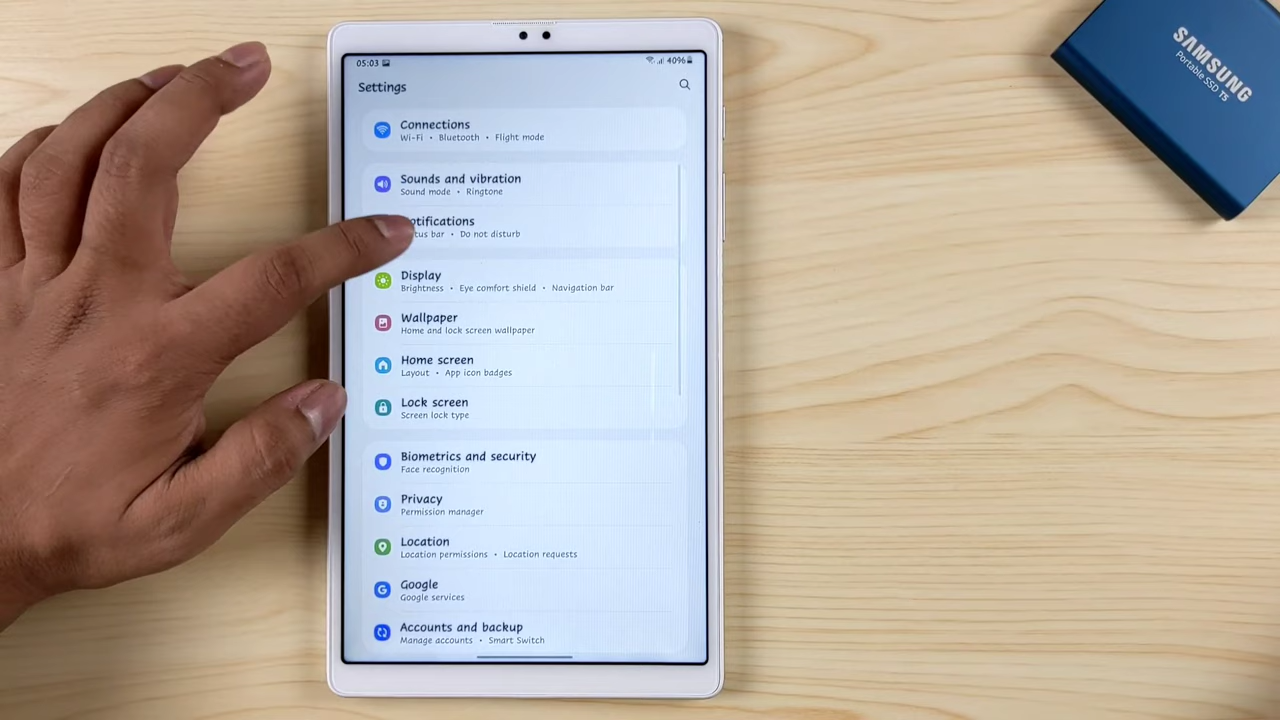 05:03
40%
Settings
Connections
Wi-Fi • Bluetooth • Flight mode
Sounds and vibration
Sound mode • Ringtone
otifications
tus bar • Do not disturb
Display
Brightness • Eye comfort shield • Navigation bar
Wallpaper
Home and lock screen wallpaper
Home screen
Layout • App icon badges
Lock screen
Screen lock type
Biometrics and security
Face recognition
Privacy
Permission manager
Location
Location permissions • Location requests
Google
Google services
Accounts and backup
Manage accounts • Smart Switch
SAMSUNG
Portable SSD T5